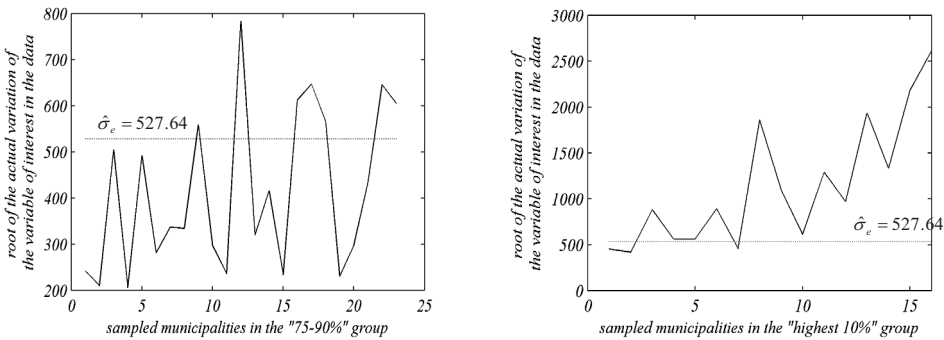 root of the actual variation of
the variable of interest in the data
800
700
600
500
400
300
200
σ̂e = 527.64
0 5 10 15 20 25
sampled municipalities in the "75-90%" group
root of the actual variation of
the variable of interest in the data
3000
2500
2000
1500
1000
500
0
σ̂e = 527.64
0 5 10 15
sampled municipalities in the "highest 10%" group